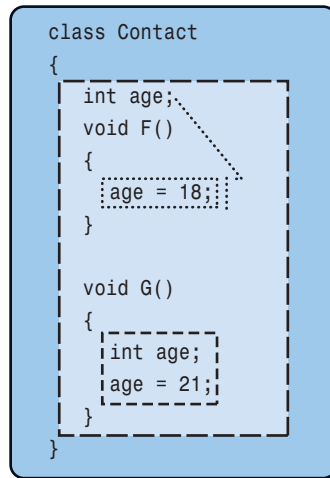 class Contact
{
int age;
void F()
{
age = 18;
}
void G()
{
int age;
age = 21;
}
}